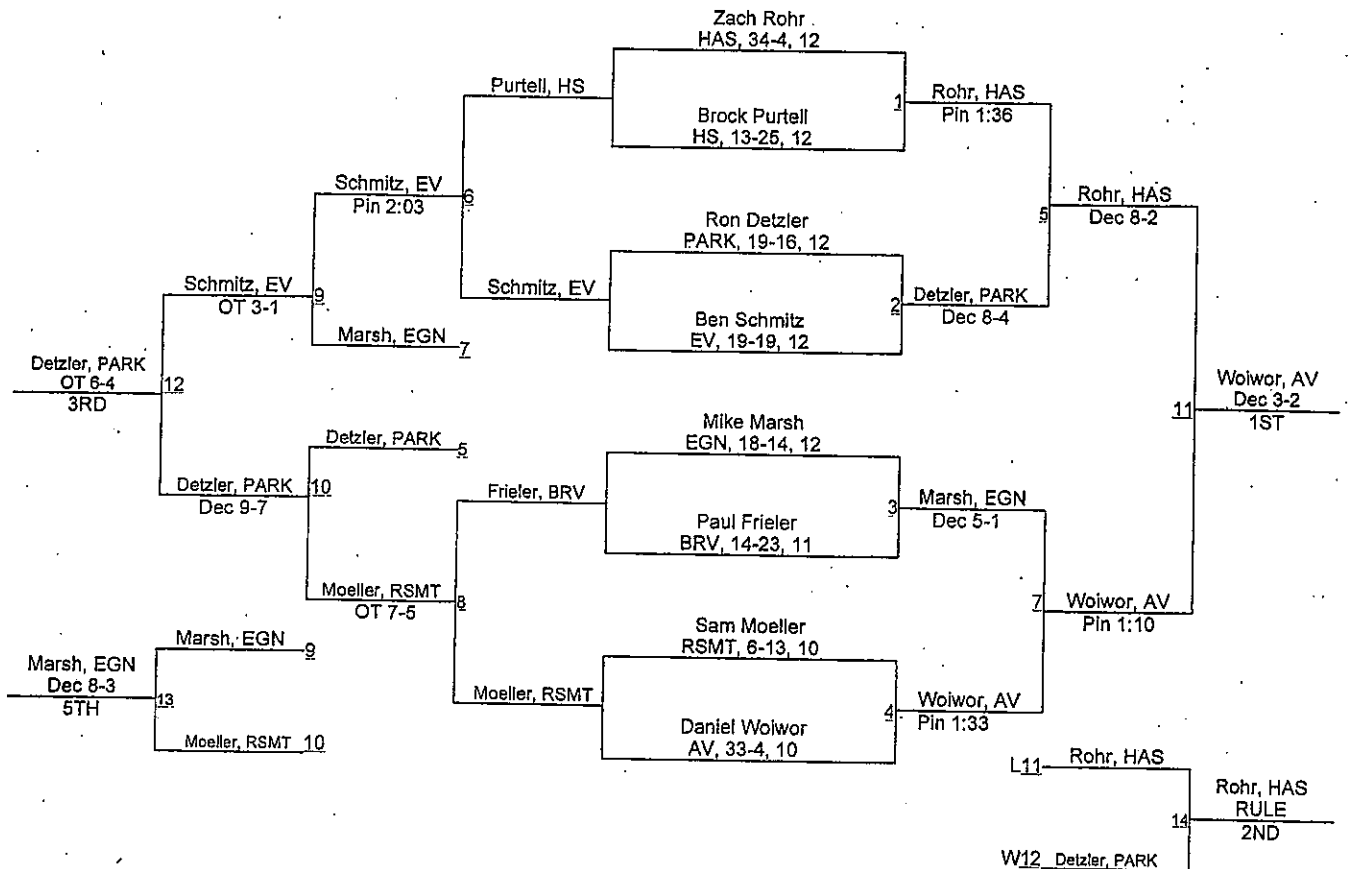 Zach Rohr
HAS, 34-4, 12
Purtell, HS
1
Rohr, HAS
Pin 1:36
Brock Purtell
HS, 13-25, 12
Schmitz, EV
Pin 2:03
6
Rohr, HAS
Dec 8-2
5
Ron Detzler
PARK, 19-16, 12
Schmitz, EV
OT 3-1
9
Schmitz, EV
2
Detzler, PARK
Dec 8-4
Ben Schmitz
EV, 19-19, 12
Marsh, EGN
7
Detzler, PARK
OT 6-4
3RD
12
11
Woiwor, AV
Dec 3-2
1ST
Mike Marsh
EGN, 18-14, 12
Detzler, PARK
5
Detzler, PARK
Dec 9-7
10
Frieler, BRV
3
Marsh, EGN
Dec 5-1
Paul Frieler
BRV, 14-23, 11
Moeller, RSMT
OT 7-5
8
7
Woiwor, AV
Pin 1:10
Sam Moeller
RSMT, 6-13, 10
Marsh, EGN
9
Marsh, EGN
Dec 8-3
5TH
13
Moeller, RSMT
4
Woiwor, AV
Pin 1:33
Daniel Woiwor
AV, 33-4, 10
Moeller, RSMT
10
L11
Rohr, HAS
14
Rohr, HAS
RULE
2ND
W12
Detzler, PARK